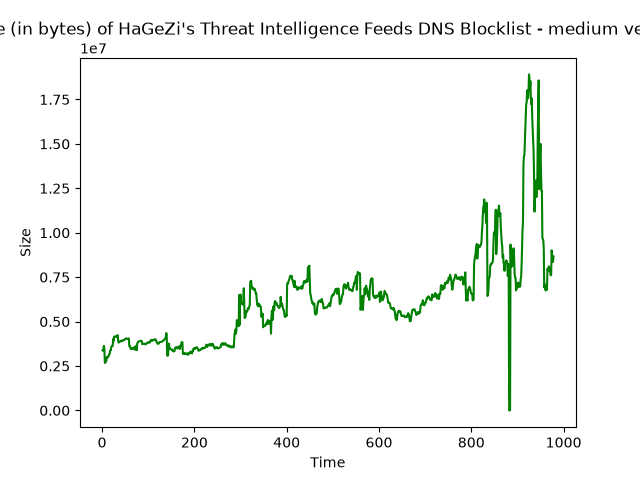 (in bytes) of HaGeZi's Threat Intelligence Feeds DNS Blocklist - medium
1e7
1.75
1.50
1.25
1.00
0.75
0.50
0.25
0.00
Size
0 200 400 600 800 1000
Time